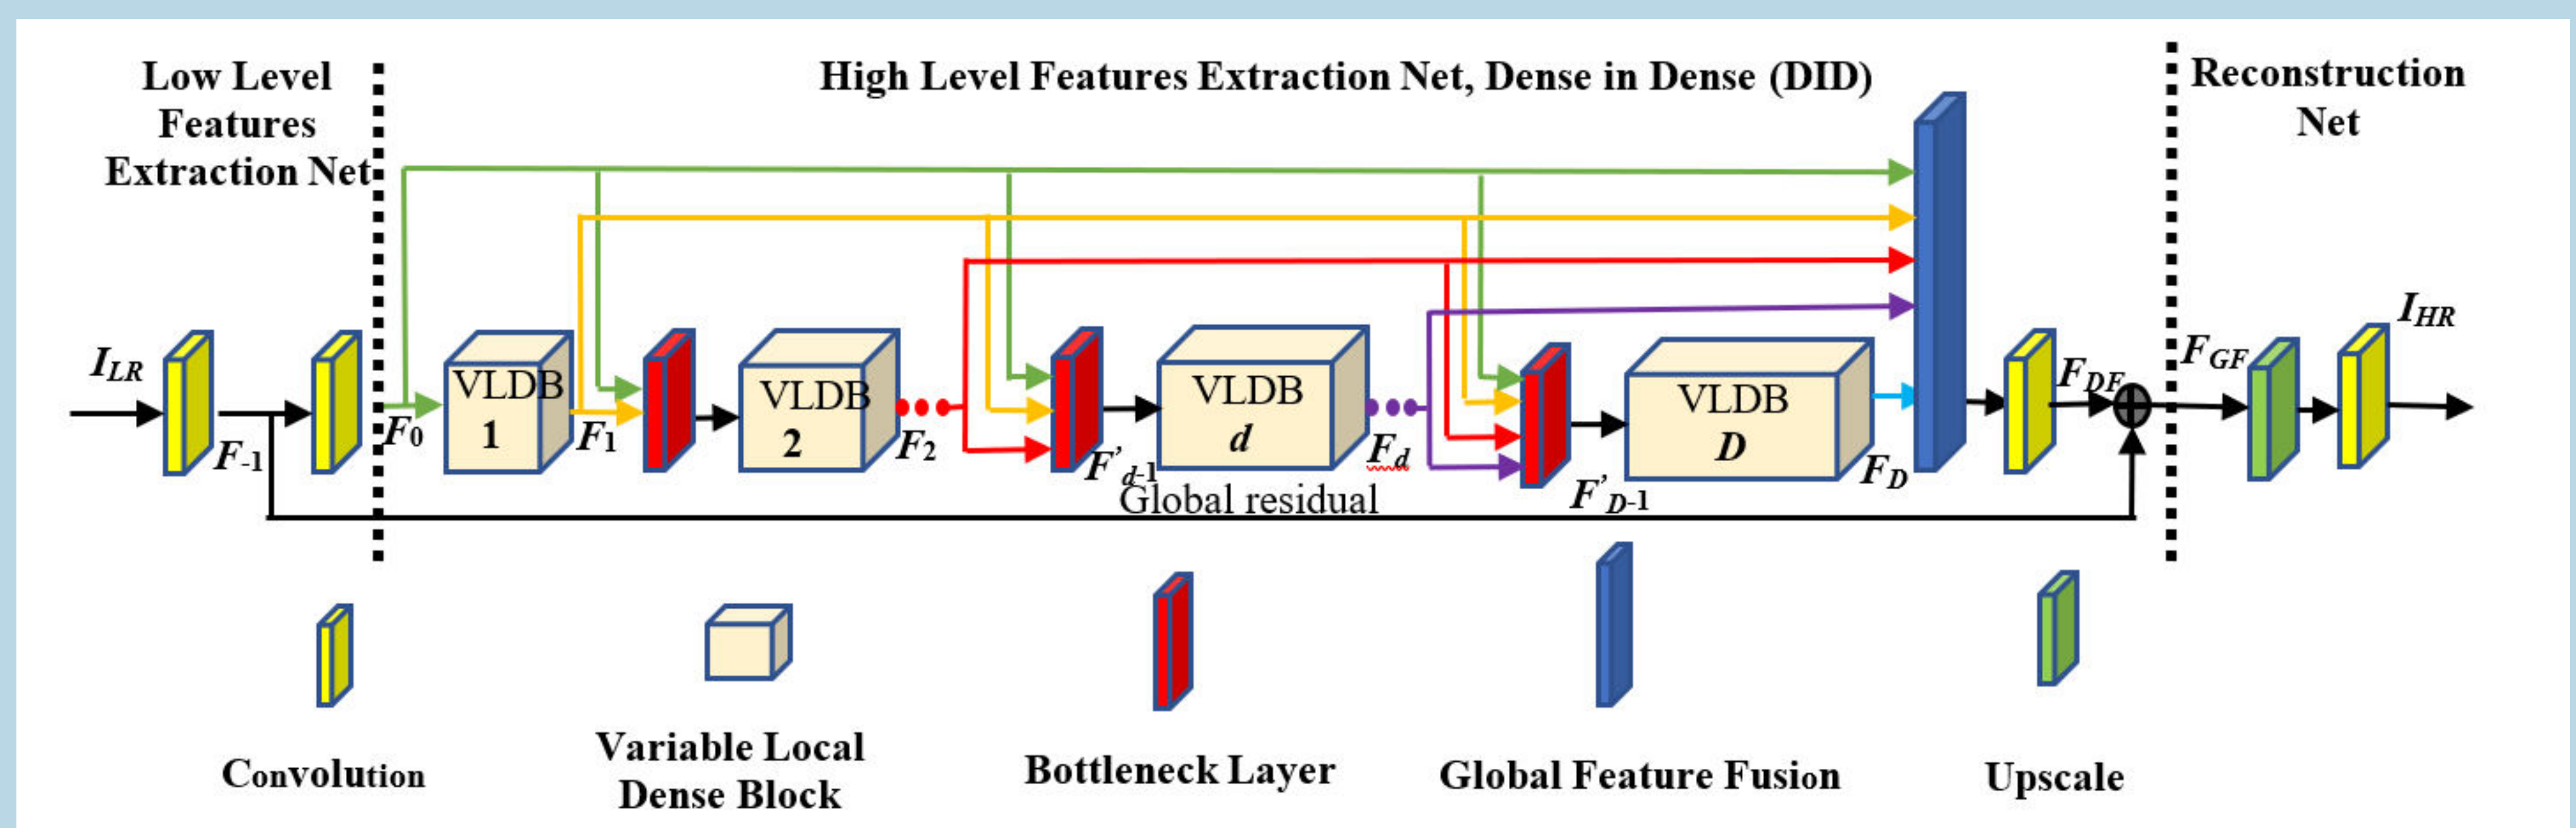 Low Level
Features
Extraction Net
High Level Features Extraction Net, Dense in Dense (DID)
Reconstruction
Net
I_LR
F_-1
F_0
VLDB
1
F_1
VLDB
2
F_2
F'_d-1
VLDB
d
F_d
F'_D-1
VLDB
D
F_D
F_DF
F_GF
I_HR
Global residual
Convolution
Variable Local
Dense Block
Bottleneck Layer
Global Feature Fusion
Upscale